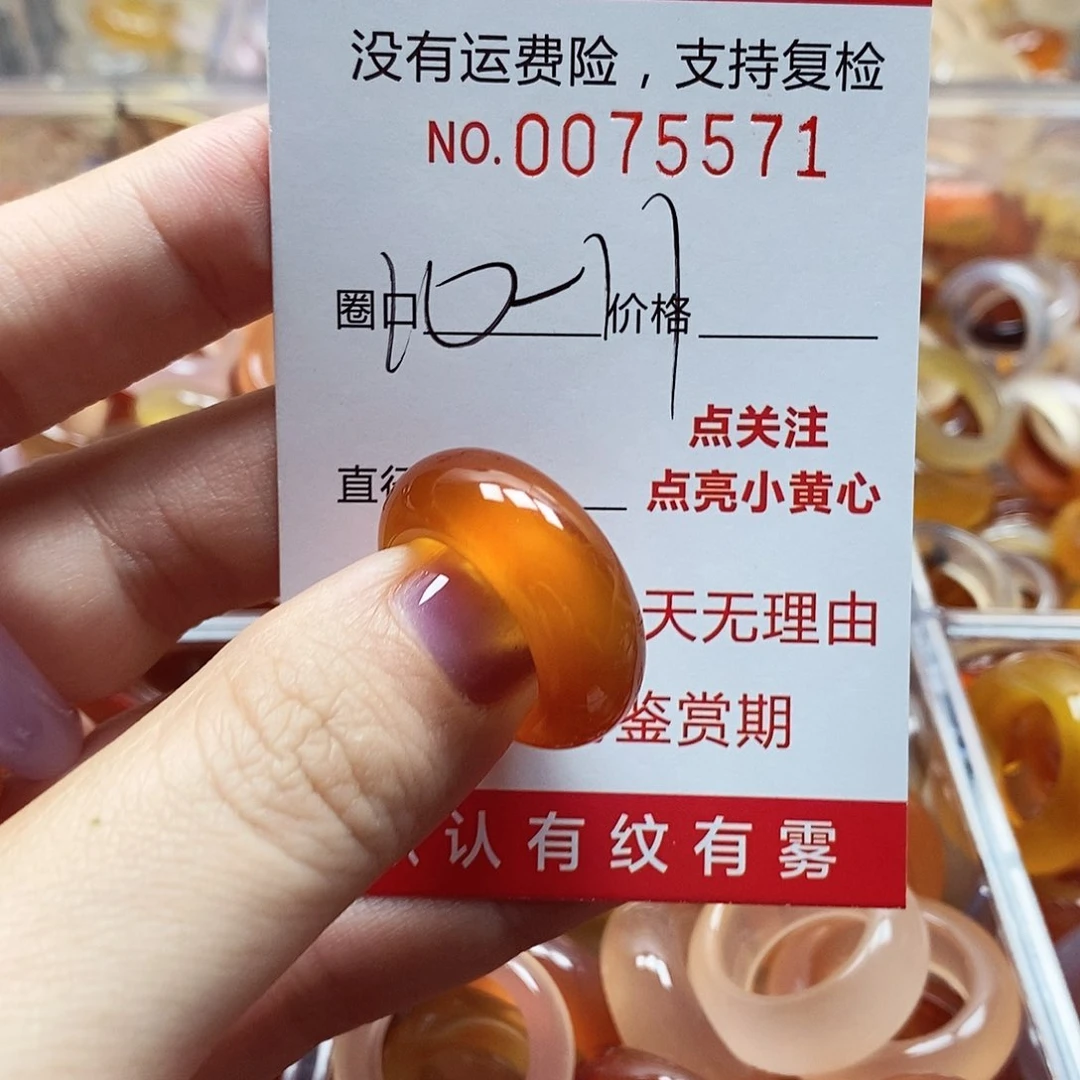 没有运费险，支持复检
NO.0075571
圈口 价格
点关注
直径
点亮小黄心
天无理由
鉴赏期
认有纹有雾